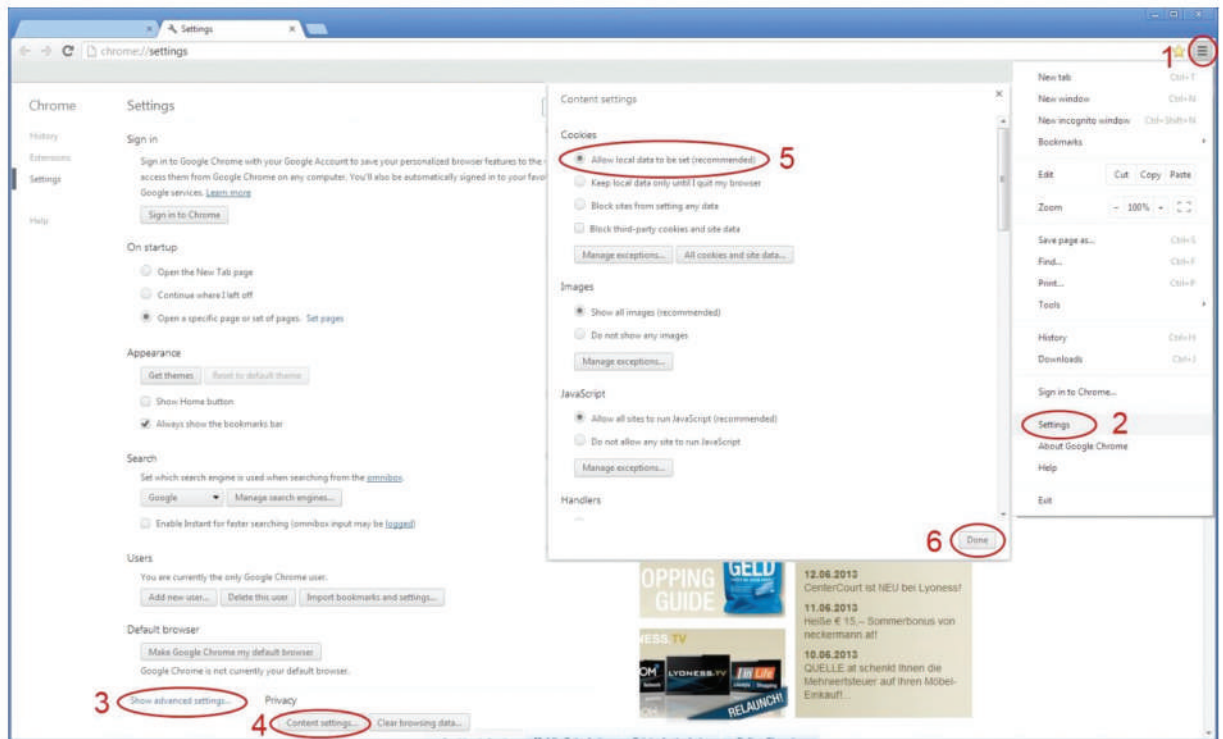 Settings
chrome://settings
1
Chrome
History
Extensions
Settings
Help
Settings
Sign in
Sign in to Google Chrome with your Google Account to save your personalized browser features to the
access them from Google Chrome on any computer. You'll also be automatically signed in to your favo
Google services. Learn more
Sign in to Chrome
On startup
Open the New Tab page
Continue where I left off
Open a specific page or set of pages. Set pages
Appearance
Get themes Reset to default theme
Show Home button
Always show the bookmarks bar
Search
Set which search engine is used when searching from the omnibox.
Google Manage search engines...
Enable Instant for faster searching (omnibox input may be logged)
Users
You are currently the only Google Chrome user.
Add new user... Delete this user Import bookmarks and settings...
Default browser
Make Google Chrome my default browser
Google Chrome is not currently your default browser.
3 Show advanced settings... Privacy
4 Content settings... Clear browsing data...
Content settings
Cookies
Allow local data to be set (recommended) 5
Keep local data only until I quit my browser
Block sites from setting any data
Block third-party cookies and site data
Manage exceptions... All cookies and site data...
Images
Show all images (recommended)
Do not show any images
Manage exceptions...
JavaScript
Allow all sites to run JavaScript (recommended)
Do not allow any site to run JavaScript
Manage exceptions...
Handlers
6 Done
New tab Ctrl+T
New window Ctrl+N
New incognito window Ctrl+Shift+N
Bookmarks
Edit Cut Copy Paste
Zoom - 100% +
Save page as... Ctrl+S
Find... Ctrl+F
Print... Ctrl+P
Tools
History Ctrl+H
Downloads Ctrl+J
Sign in to Chrome...
Settings 2
About Google Chrome
Help
Exit
OPPING GELD
GUIDE
NESS.TV
LYONESS.TV
RELAUNCH!
12.06.2013
CenterCourt ist NEU bei Lyoness!
11.06.2013
Heiße € 15,– Sommerbonus von
neckermann.at!
10.06.2013
QUELLE.at schenkt Ihnen die
Mehrwertsteuer auf Ihren Möbel-
Einkauf!...